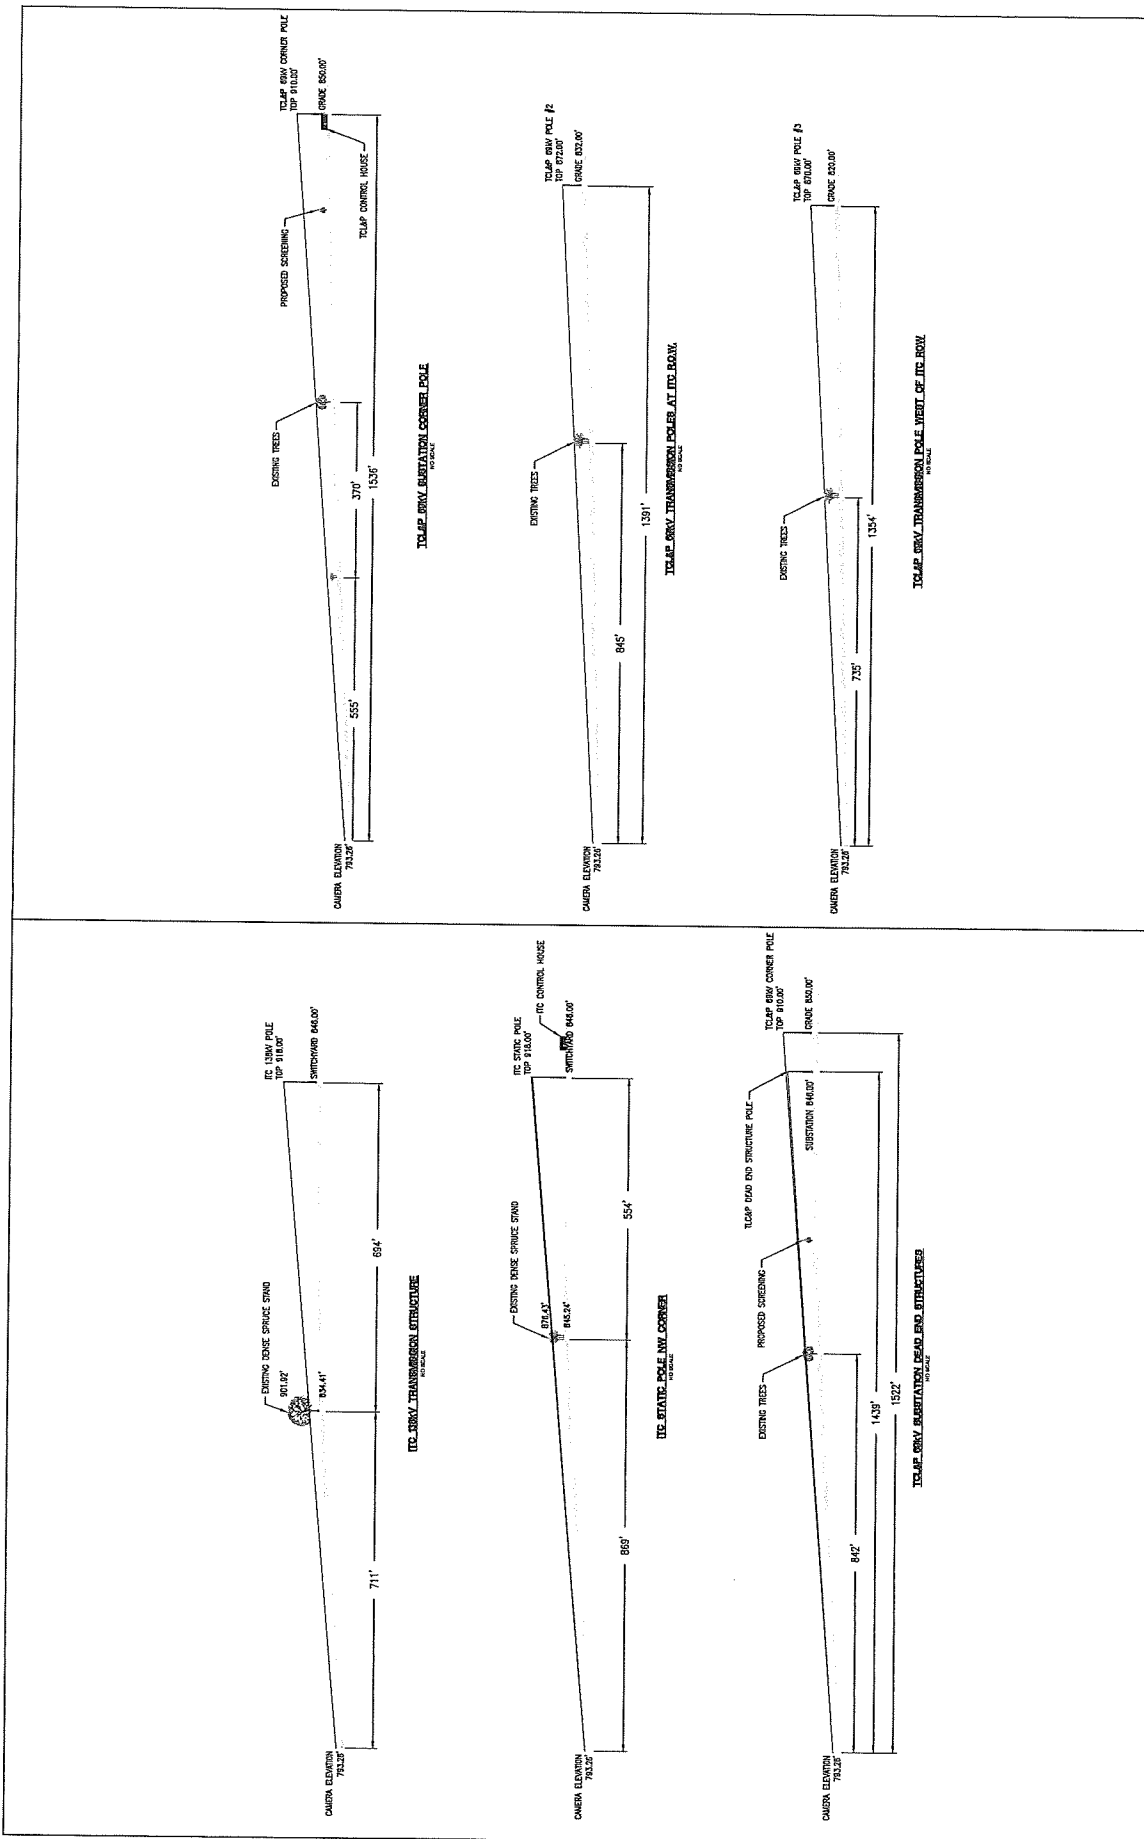 ITC 138KV POLE
TOP 918.00'
SWITCHYARD 848.00'
EXISTING DENSE SPRUCE STAND
901.92'
834.41'
CAMERA ELEVATION
793.26'
711'
694'
ITC 138KV TRANSMISSION STRUCTURE
NO SCALE
ITC STATIC POLE
TOP 918.00'
ITC CONTROL HOUSE
SWITCHYARD 848.00'
EXISTING DENSE SPRUCE STAND
870.43'
845.24'
CAMERA ELEVATION
793.26'
869'
554'
ITC STATIC POLE NW CORNER
NO SCALE
TCL&P 69KV CORNER POLE
TOP 910.00'
GRADE 850.00'
TLC&P DEAD END STRUCTURE POLE
SUBSTATION 848.00'
PROPOSED SCREENING
EXISTING TREES
CAMERA ELEVATION
793.26'
842'
1439'
1522'
TCL&P 69KV SUBSTATION DEAD END STRUCTURES
NO SCALE
TCL&P 69KV CORNER POLE
TOP 910.00'
GRADE 850.00'
TCL&P CONTROL HOUSE
PROPOSED SCREENING
EXISTING TREES
CAMERA ELEVATION
793.26'
555'
370'
1536'
TCL&P 69KV SUBSTATION CORNER POLE
NO SCALE
TCL&P 69KV POLE #2
TOP 872.00'
GRADE 832.00'
EXISTING TREES
CAMERA ELEVATION
793.26'
845'
1391'
TCL&P 69KV TRANSMISSION POLES AT ITC R.O.W.
NO SCALE
TCL&P 69KV POLE #3
TOP 870.00'
GRADE 820.00'
EXISTING TREES
CAMERA ELEVATION
793.26'
735'
1354'
TCL&P 69KV TRANSMISSION POLE WEST OF ITC ROW
NO SCALE